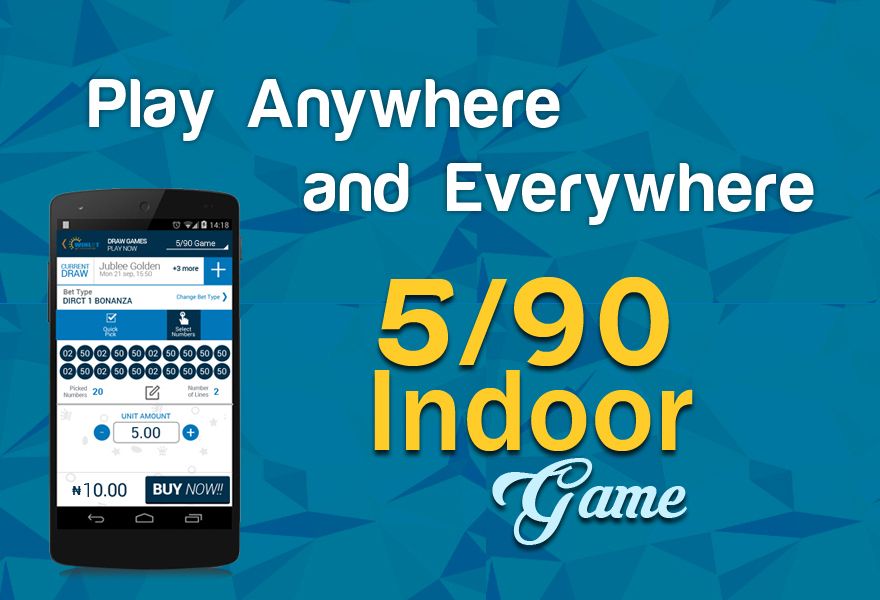 Play Anywhere
and Everywhere
14:18
DRAW GAMES
PLAY NOW
5/90 Game
CURRENT
DRAW
Jublee Golden
Mon 21 sep, 15:50
+3 more
+
Bet Type
DIRCT 1 BONANZA
Change Bet Type
Quick
Pick
Select
Numbers
02 50 02 50 02 50 02 50 50 50
02 50 02 50 02 50 02 50 50 50
Picked
Numbers 20
Number
of Lines 2
UNIT AMOUNT
- 5.00 +
₦10.00
BUY NOW!!
5/90
Indoor
Game